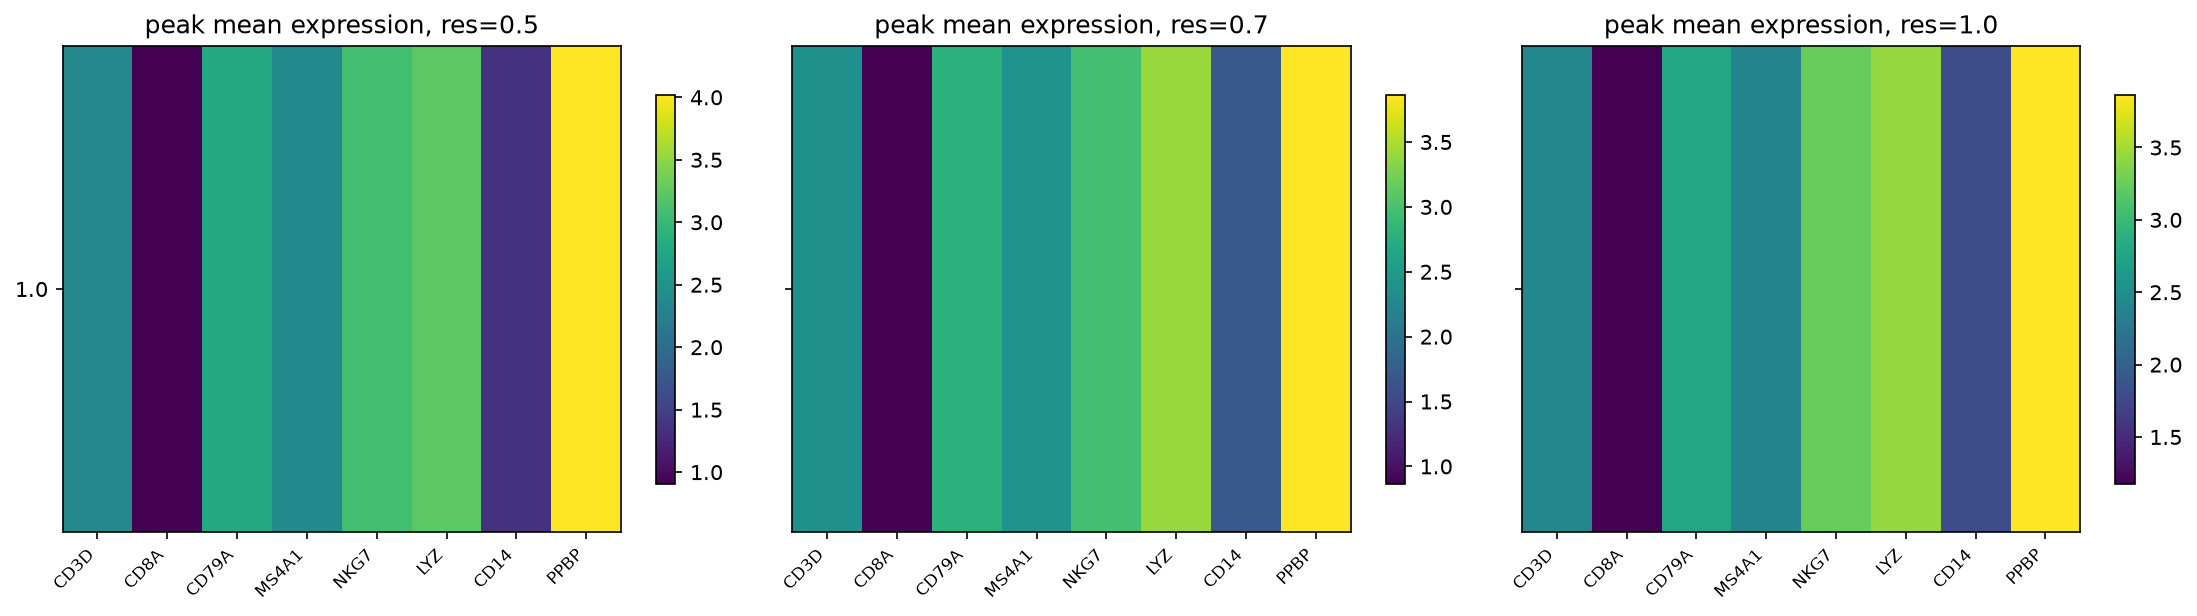 peak mean expression, res=0.5
1.0
CD3D
CD8A
CD79A
MS4A1
NKG7
LYZ
CD14
PPBP
4.0
3.5
3.0
2.5
2.0
1.5
1.0
peak mean expression, res=0.7
CD3D
CD8A
CD79A
MS4A1
NKG7
LYZ
CD14
PPBP
3.5
3.0
2.5
2.0
1.5
1.0
peak mean expression, res=1.0
CD3D
CD8A
CD79A
MS4A1
NKG7
LYZ
CD14
PPBP
3.5
3.0
2.5
2.0
1.5